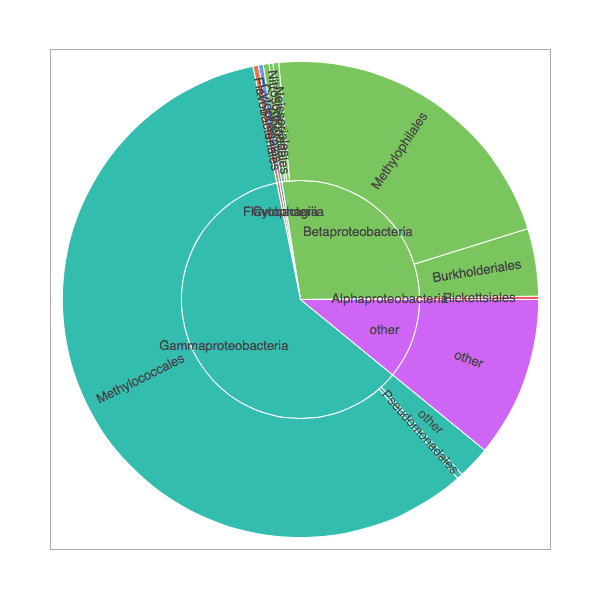 Methylophilales
Betaproteobacteria
Burkholderiales
Alphaproteobacteria
Rickettsiales
other
other
Gammaproteobacteria
Methylococcales
other
Pseudomonadales